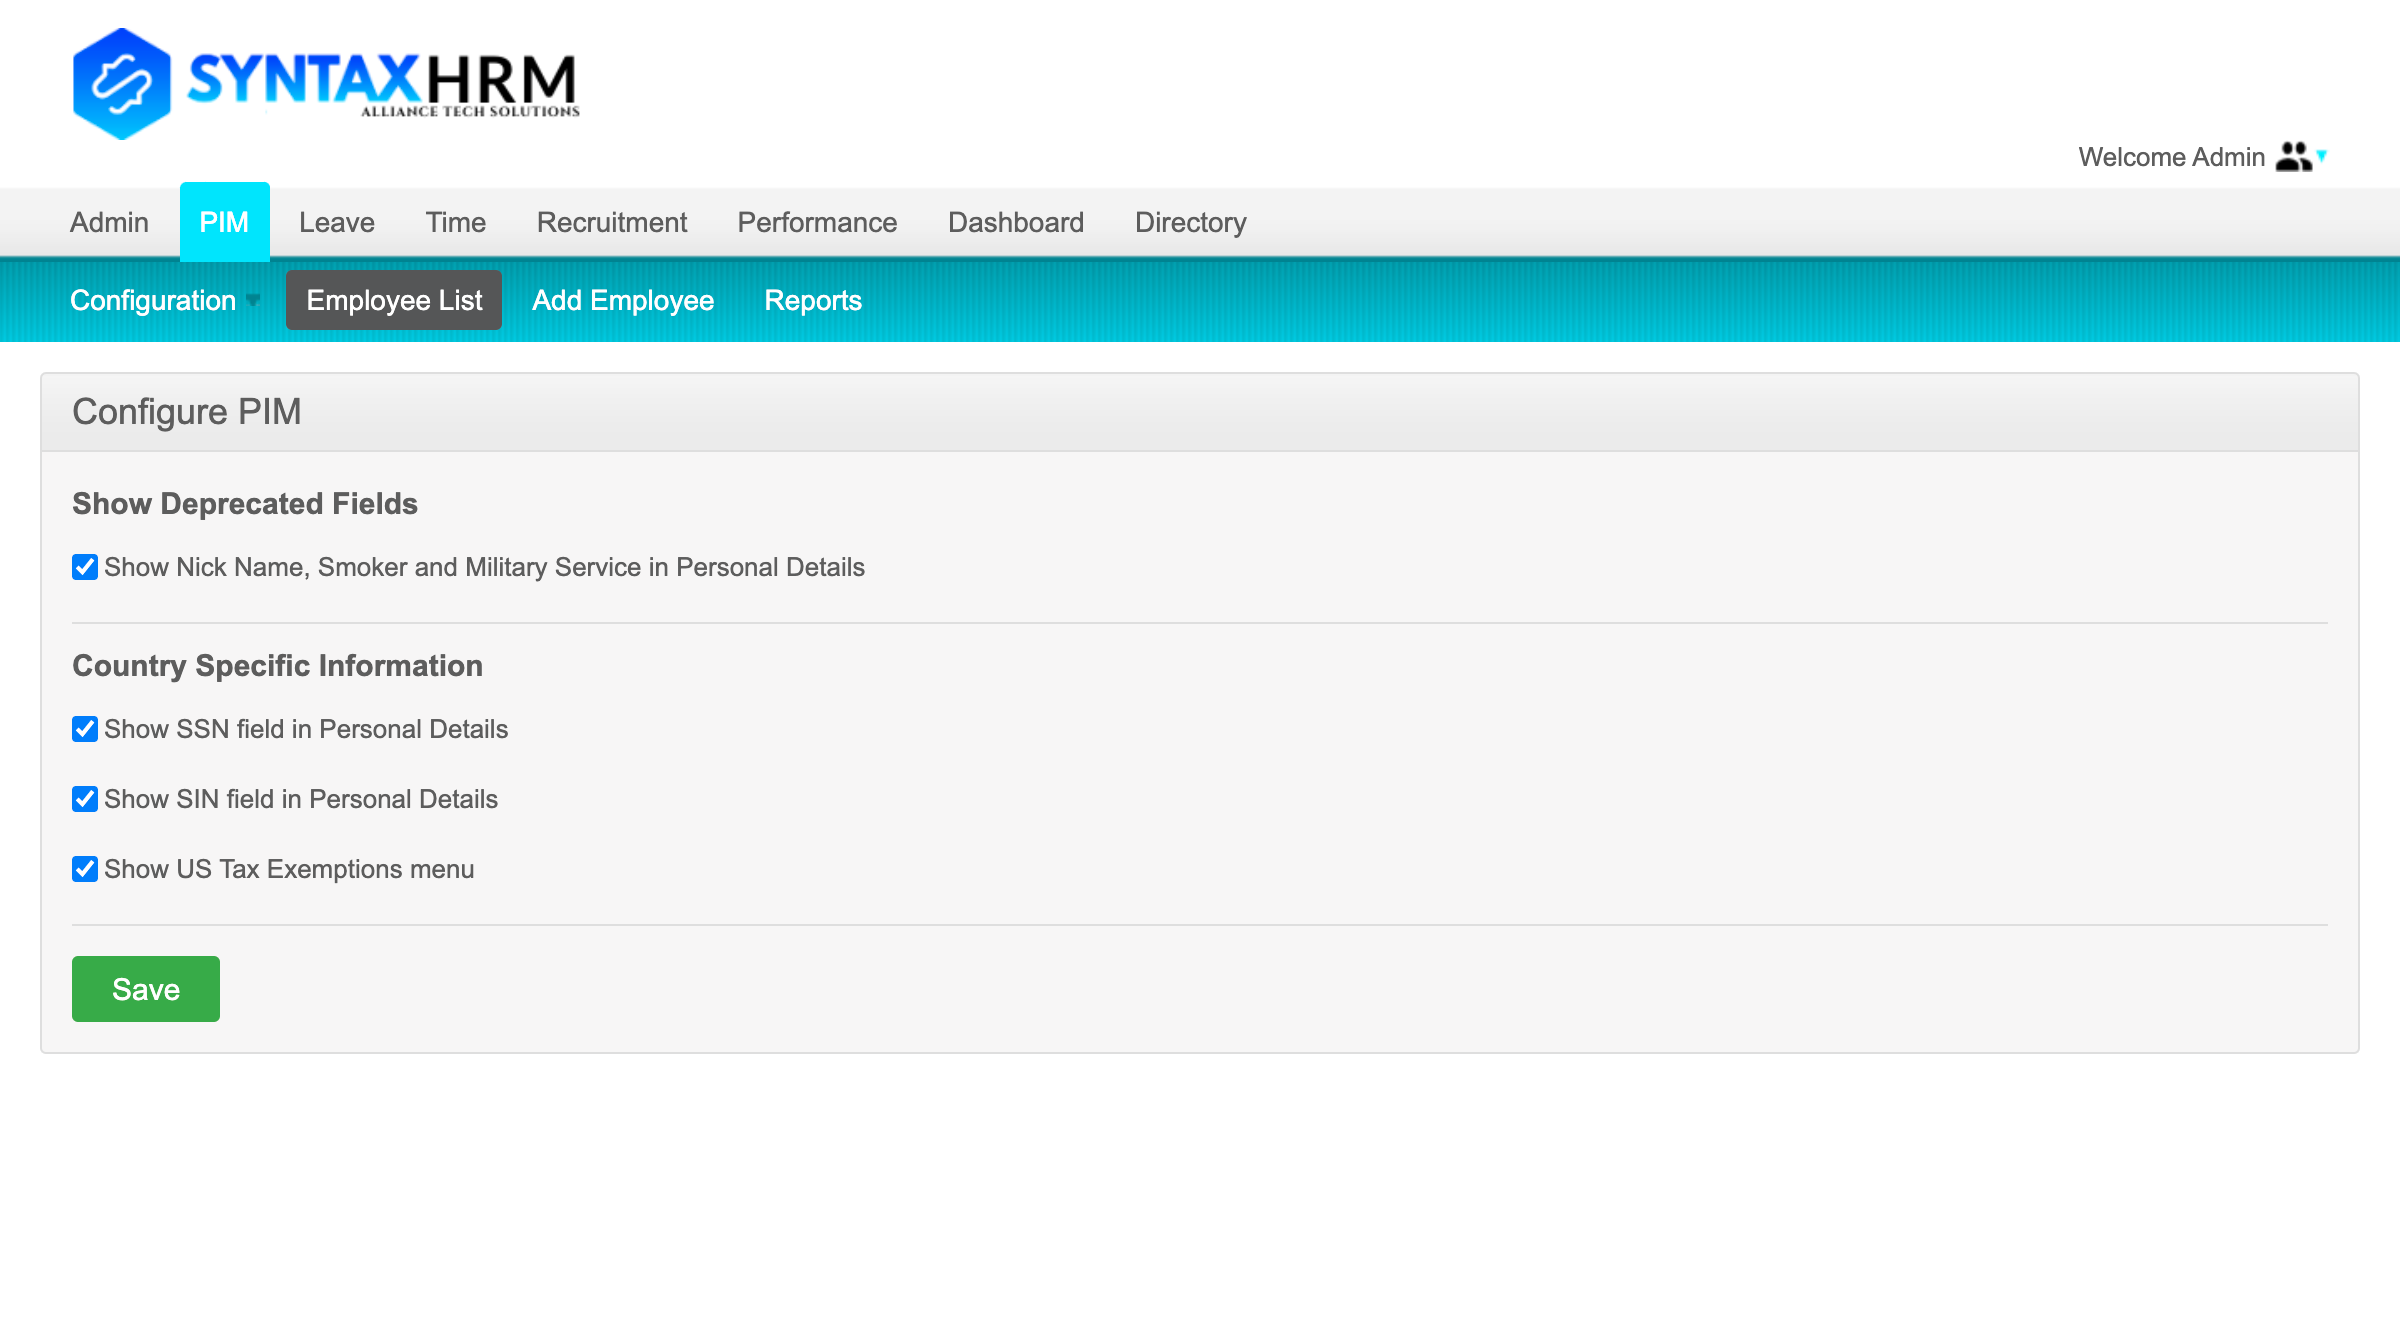 SYNTAXHRM
ALLIANCE TECH SOLUTIONS
Welcome Admin
Admin PIM Leave Time Recruitment Performance Dashboard Directory
Configuration Employee List Add Employee Reports
Configure PIM
Show Deprecated Fields
Show Nick Name, Smoker and Military Service in Personal Details
Country Specific Information
Show SSN field in Personal Details
Show SIN field in Personal Details
Show US Tax Exemptions menu
Save